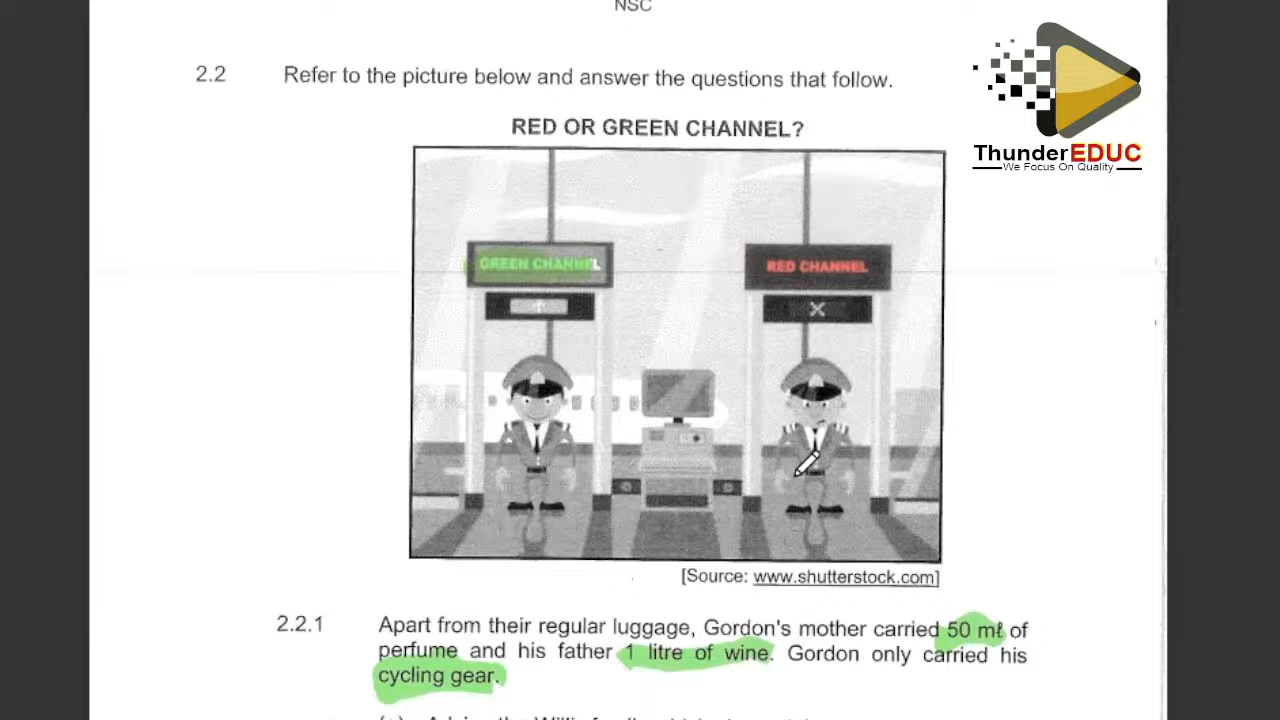 NSC
2.2 Refer to the picture below and answer the questions that follow.
ThunderEDUC
We Focus On Quality
RED OR GREEN CHANNEL?
GREEN CHANNEL
RED CHANNEL
[Source: www.shutterstock.com]
2.2.1 Apart from their regular luggage, Gordon's mother carried 50 mℓ of
perfume and his father 1 litre of wine. Gordon only carried his
cycling gear.